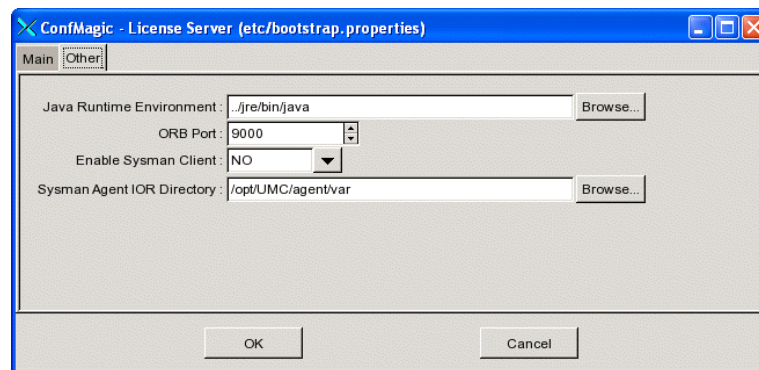 ConfMagic - License Server (etc/bootstrap.properties)
Main Other
Java Runtime Environment : ../jre/bin/java Browse...
ORB Port : 9000
Enable Sysman Client : NO
Sysman Agent IOR Directory : /opt/UMC/agent/var Browse...
OK Cancel